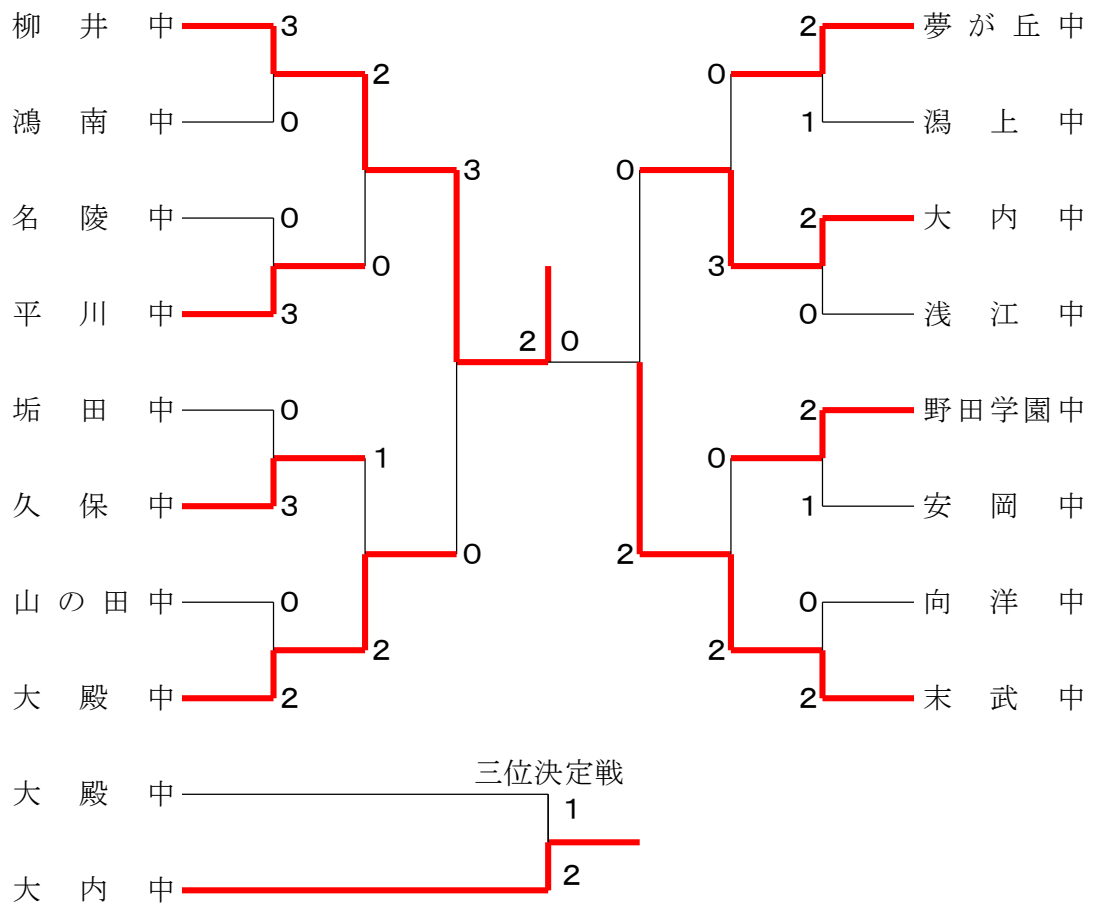 柳井中 3 2 夢が丘中
2 0
鴻南中 0 1 潟上中
3 0
名陵中 0 2 大内中
0 3
平川中 3 0 浅江中
2 0
垢田中 0 2 野田学園中
1 0
久保中 3 1 安岡中
0 2
山の田中 0 0 向洋中
2 2
大殿中 2 2 末武中
三位決定戦
大殿中 1
大内中 2